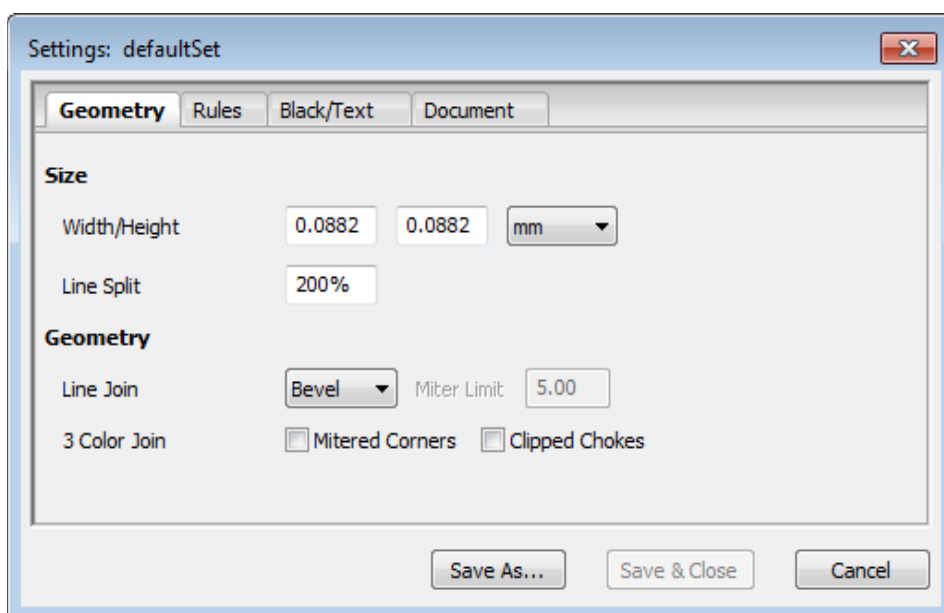 Settings: defaultSet
Geometry Rules Black/Text Document
Size
Width/Height 0.0882 0.0882 mm
Line Split 200%
Geometry
Line Join Bevel Miter Limit 5.00
3 Color Join Mitered Corners Clipped Chokes
Save As... Save & Close Cancel